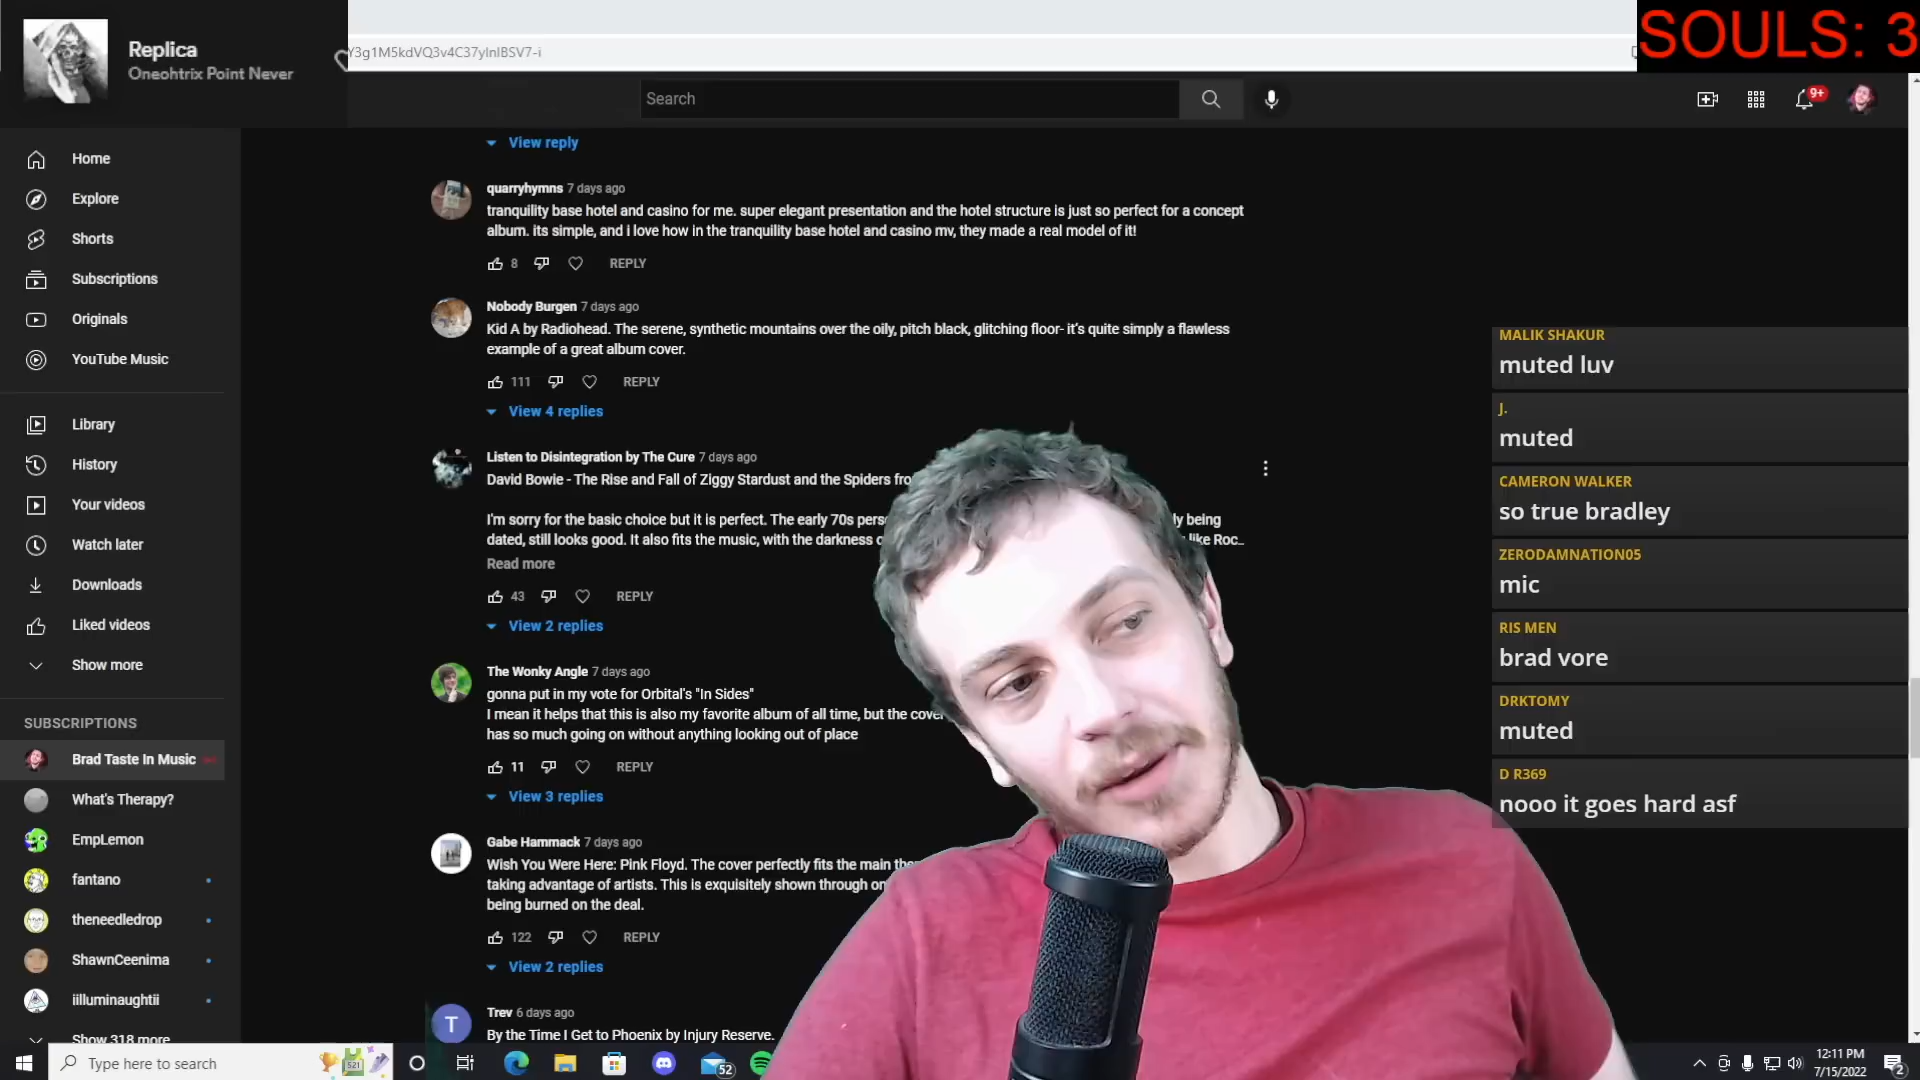 Replica
Oneohtrix Point Never
Y3g1M5kdVQ3v4C37yInIBSV7-i
SOULS: 3
Search
9+
Home
Explore
Shorts
Subscriptions
Originals
YouTube Music
Library
History
Your videos
Watch later
Downloads
Liked videos
Show more
SUBSCRIPTIONS
Brad Taste In Music
What's Therapy?
EmpLemon
fantano
theneedledrop
ShawnCeenima
iilluminaughtii
Show 318 more
View reply
quarryhymns 7 days ago
tranquility base hotel and casino for me. super elegant presentation and the hotel structure is just so perfect for a concept
album. its simple, and i love how in the tranquility base hotel and casino mv, they made a real model of it!
8 REPLY
Nobody Burgen 7 days ago
Kid A by Radiohead. The serene, synthetic mountains over the oily, pitch black, glitching floor- it's quite simply a flawless
example of a great album cover.
111 REPLY
View 4 replies
Listen to Disintegration by The Cure 7 days ago
David Bowie - The Rise and Fall of Ziggy Stardust and the Spiders fro
I'm sorry for the basic choice but it is perfect. The early 70s pers ly being
dated, still looks good. It also fits the music, with the darkness like Roc...
Read more
43 REPLY
View 2 replies
The Wonky Angle 7 days ago
gonna put in my vote for Orbital's "In Sides"
I mean it helps that this is also my favorite album of all time, but the cover
has so much going on without anything looking out of place
11 REPLY
View 3 replies
Gabe Hammack 7 days ago
Wish You Were Here: Pink Floyd. The cover perfectly fits the main the
taking advantage of artists. This is exquisitely shown through on
being burned on the deal.
122 REPLY
View 2 replies
T
Trev 6 days ago
By the Time I Get to Phoenix by Injury Reserve.
MALIK SHAKUR
muted luv
J.
muted
CAMERON WALKER
so true bradley
ZERODAMNATION05
mic
RIS MEN
brad vore
DRKTOMY
muted
D R369
nooo it goes hard asf
Type here to search
521
52
12:11 PM
7/15/2022
2